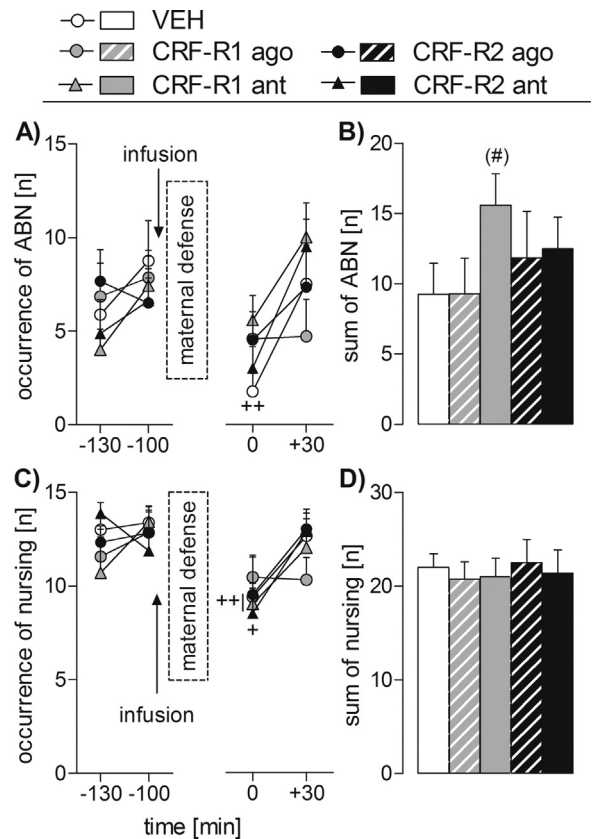 VEH
CRF-R1 ago CRF-R2 ago
CRF-R1 ant CRF-R2 ant
A)
15
10
5
0
occurrence of ABN [n]
infusion
maternal defense
++
-130 -100 0 +30
B)
20
15
10
5
0
sum of ABN [n]
(#)
C)
15
10
5
0
occurrence of nursing [n]
maternal defense
infusion
++
+
-130 -100 0 +30
time [min]
D)
30
20
10
0
sum of nursing [n]